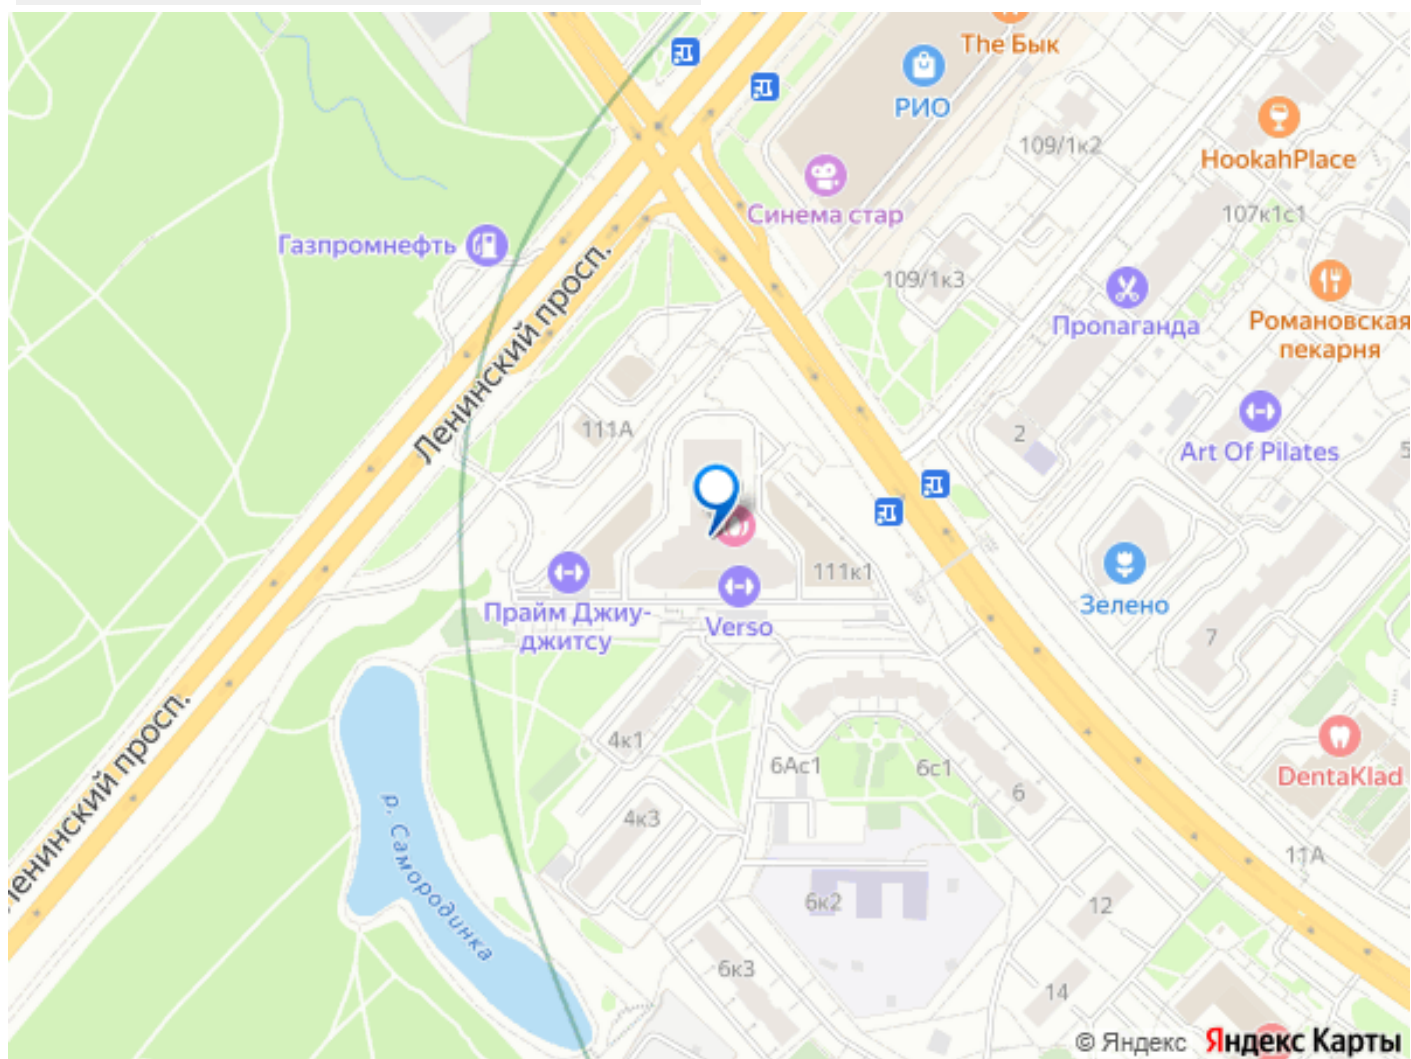 The Бык
РИО
109/1к2
HookahPlace
Синема стар
107к1с1
Газпромнефть
109/1к3
Пропаганда
Романовская
пекарня
Ленинский просп.
111А
2
Art Of Pilates
5
111к1
Зелено
Прайм Джиу-
джитсу
Verso
7
4к1
6Ас1
6с1
6
DentaKlad
Ленинский просп.
4к3
р. Самородинка
11А
6к2
12
6к3
14
© Яндекс Яндекс Карты